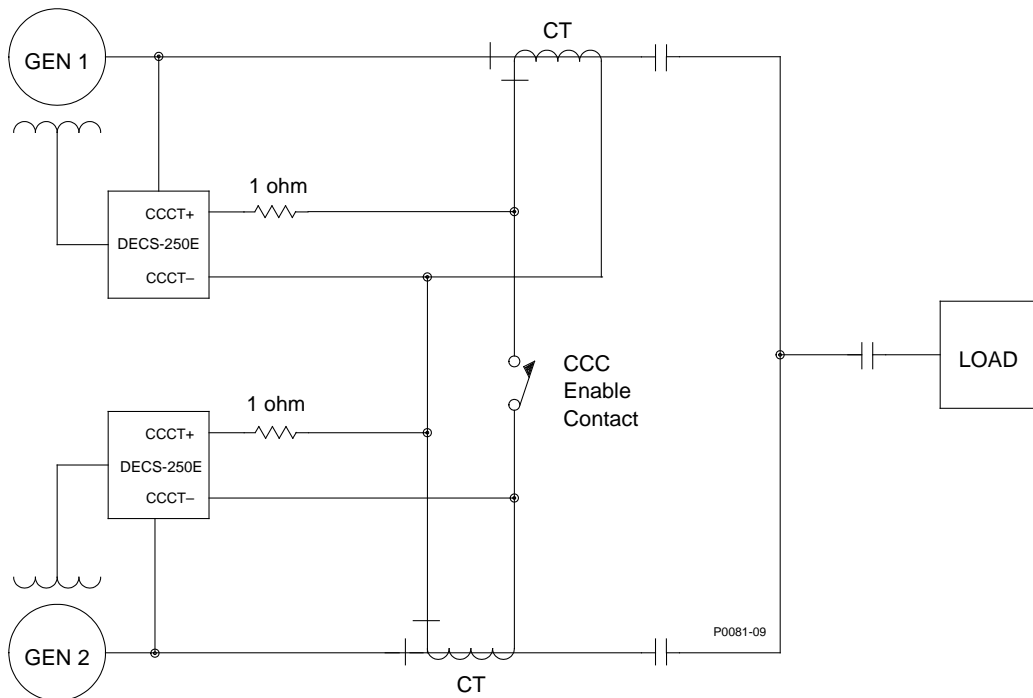 CT
GEN 1
1 ohm
CCCT+
DECS-250E
CCCT–
CCC
Enable
Contact
LOAD
1 ohm
CCCT+
DECS-250E
CCCT–
P0081-09
GEN 2
CT